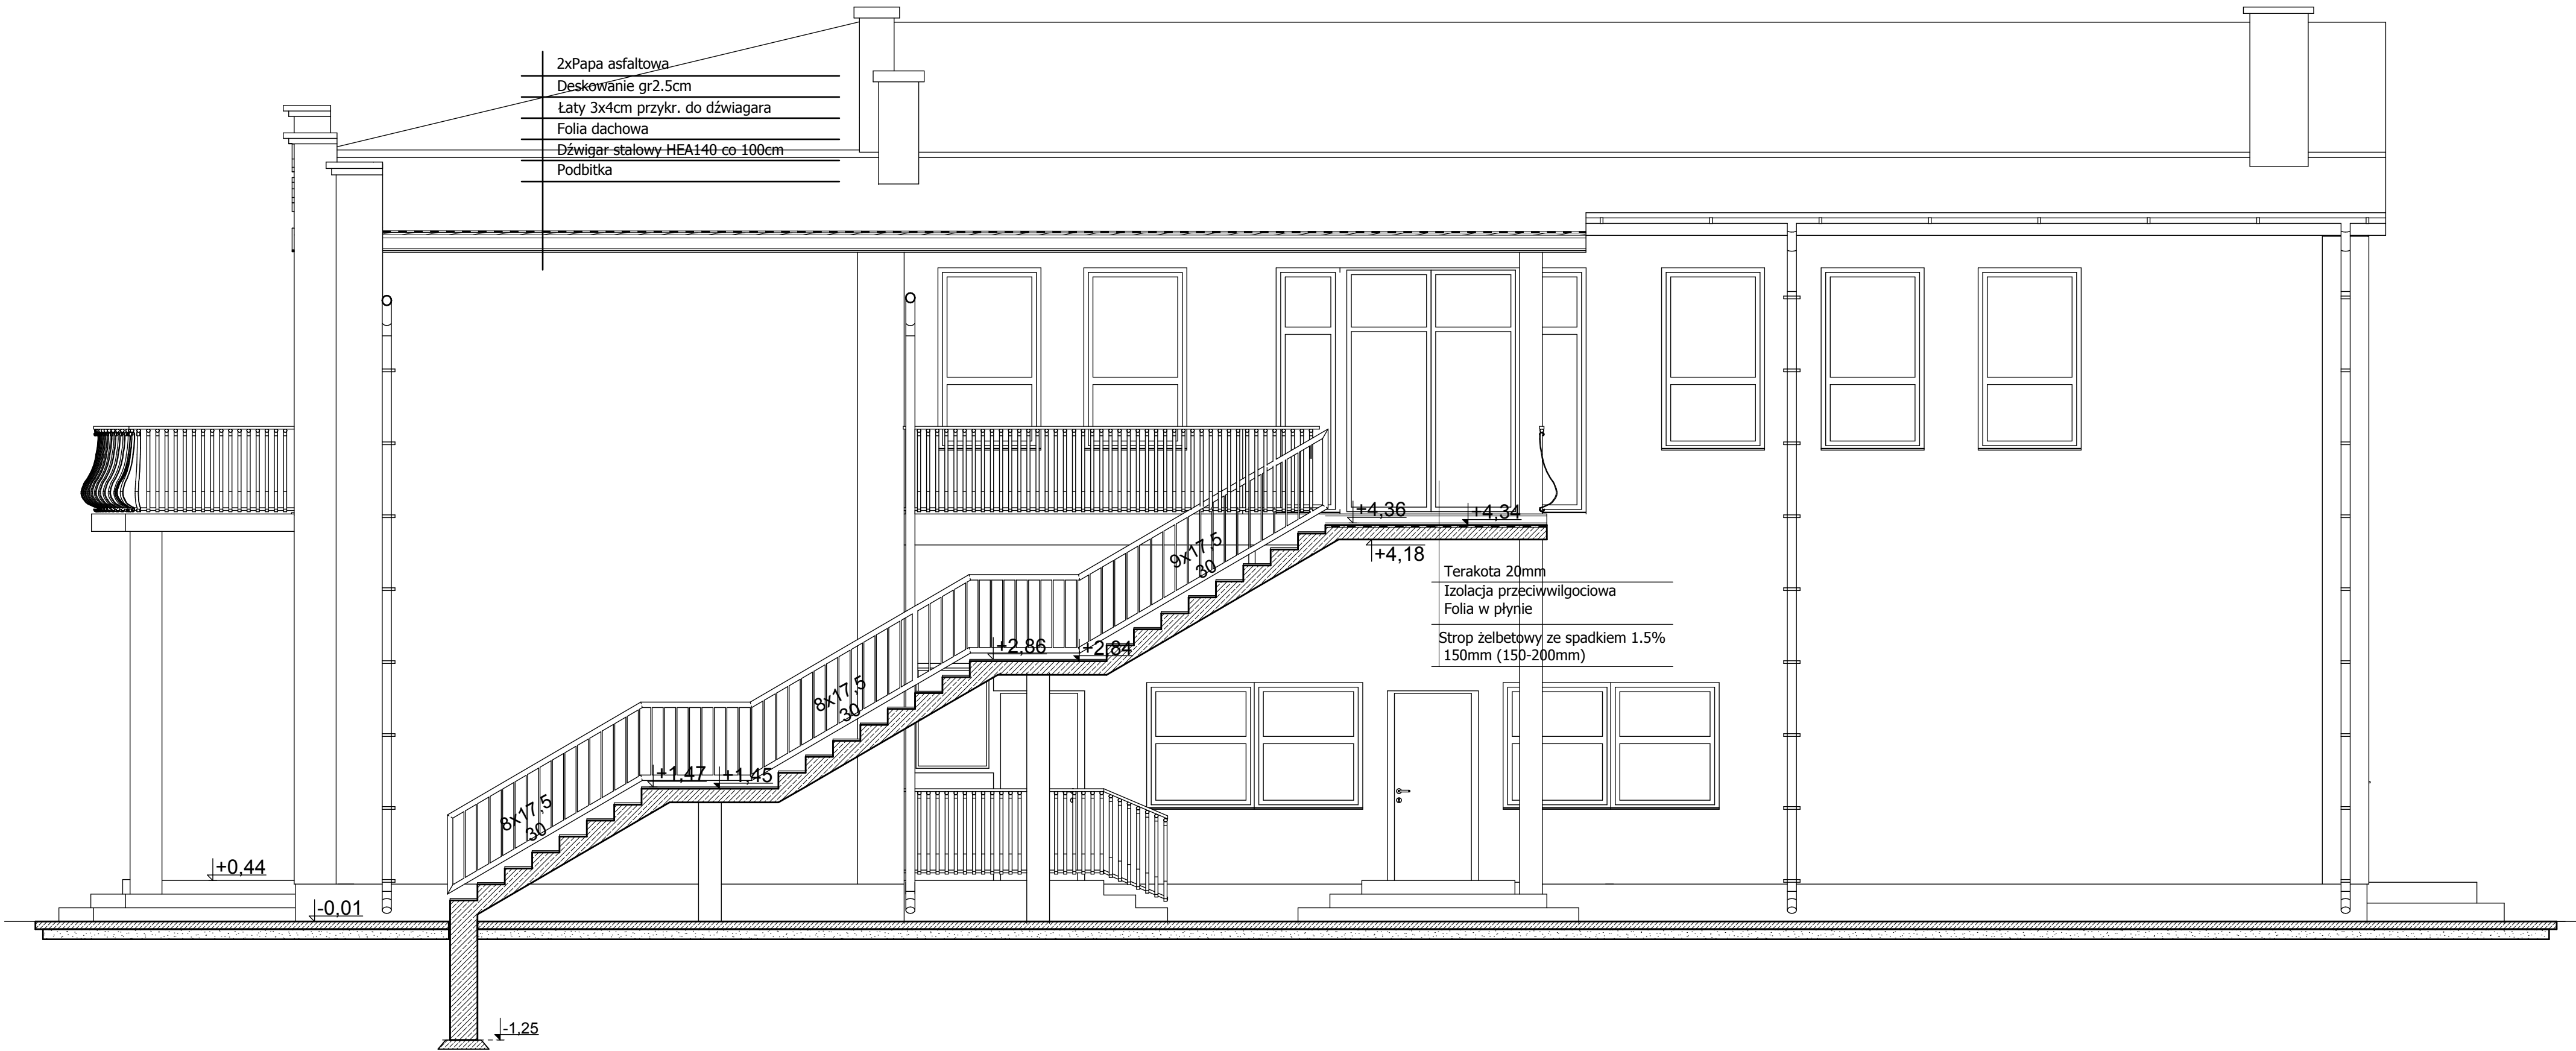 2xPapa asfaltowa
Deskowanie gr2.5cm
Łaty 3x4cm przykr. do dźwiagara
Folia dachowa
Dźwigar stalowy HEA140 co 100cm
Podbitka
+4,36
+4,34
+4,18
9x17,5
30
Terakota 20mm
Izolacja przeciwwilgociowa
Folia w płynie
Strop żelbetowy ze spadkiem 1.5%
150mm (150-200mm)
+2,86
+2,84
8x17,5
30
+1,47
+1,45
8x17,5
30
+0,44
-0,01
-1,25